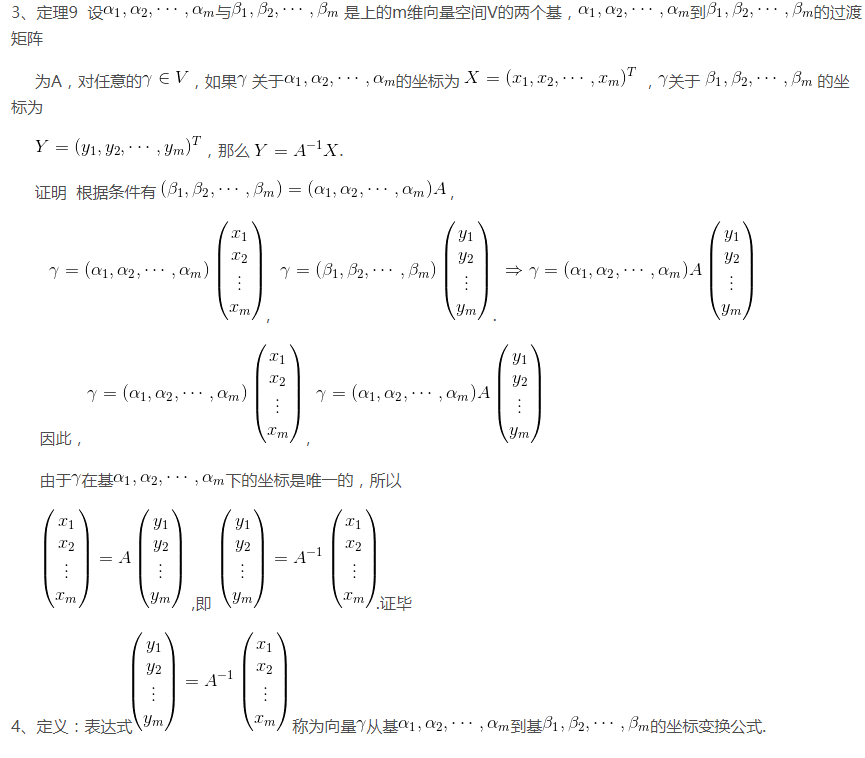 3、定理9 设α₁, α₂, ⋯ , αₘ与β₁, β₂, ⋯ , βₘ 是上的m维向量空间V的两个基，α₁, α₂, ⋯ , αₘ到β₁, β₂, ⋯ , βₘ的过渡
矩阵
为A，对任意的γ ∈ V，如果γ 关于α₁, α₂, ⋯ , αₘ的坐标为 X = (x₁, x₂, ⋯ , xₘ)ᵀ ，γ关于 β₁, β₂, ⋯ , βₘ 的坐
标为
Y = (y₁, y₂, ⋯ , yₘ)ᵀ，那么 Y = A⁻¹X.
证明 根据条件有 (β₁, β₂, ⋯ , βₘ) = (α₁, α₂, ⋯ , αₘ)A，
γ = (α₁, α₂, ⋯ , αₘ) (x₁ x₂ ⋮ xₘ)， γ = (β₁, β₂, ⋯ , βₘ) (y₁ y₂ ⋮ yₘ). ⇒ γ = (α₁, α₂, ⋯ , αₘ)A (y₁ y₂ ⋮ yₘ)
因此， γ = (α₁, α₂, ⋯ , αₘ) (x₁ x₂ ⋮ xₘ)， γ = (α₁, α₂, ⋯ , αₘ)A (y₁ y₂ ⋮ yₘ)
由于γ在基α₁, α₂, ⋯ , αₘ下的坐标是唯一的，所以
(x₁ x₂ ⋮ xₘ) = A (y₁ y₂ ⋮ yₘ) ,即 (y₁ y₂ ⋮ yₘ) = A⁻¹ (x₁ x₂ ⋮ xₘ).证毕
4、定义：表达式(y₁ y₂ ⋮ yₘ) = A⁻¹ (x₁ x₂ ⋮ xₘ) 称为向量γ从基α₁, α₂, ⋯ , αₘ到基β₁, β₂, ⋯ , βₘ的坐标变换公式.